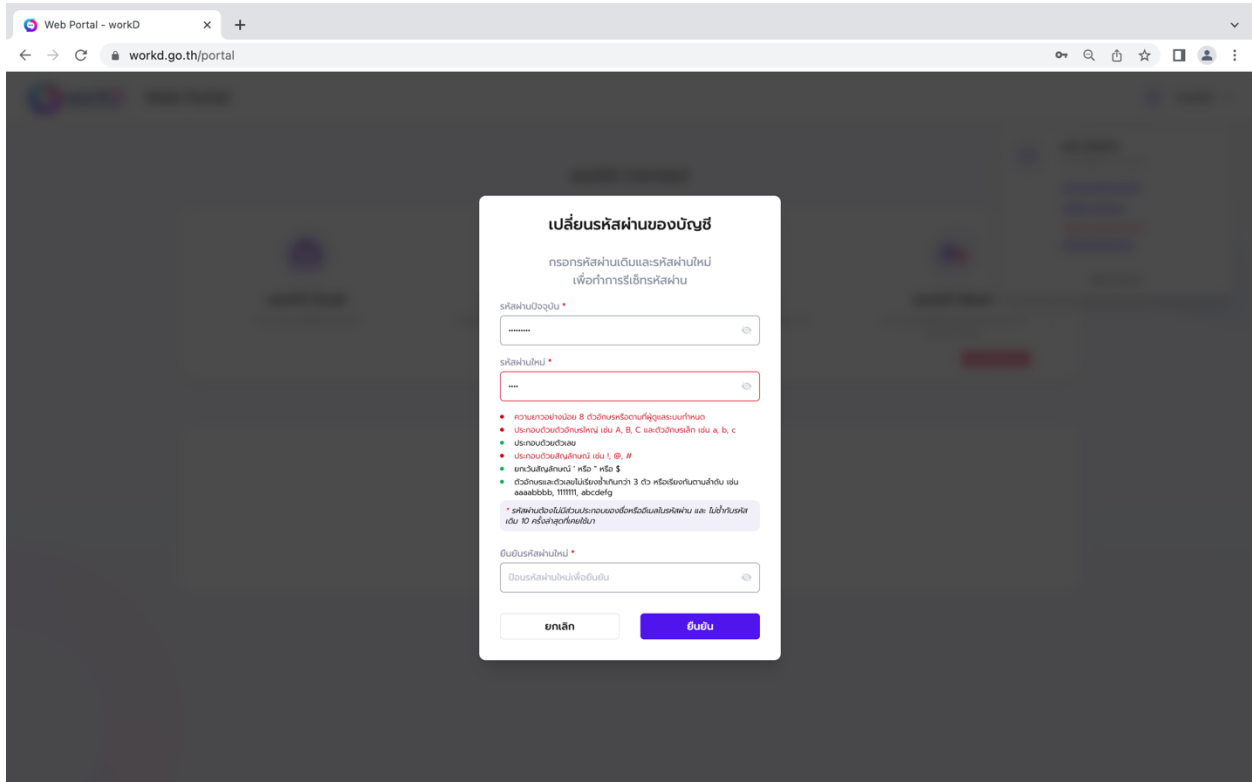 Web Portal - workD
workd.go.th/portal
เปลี่ยนรหัสผ่านของบัญชี
กรอกรหัสผ่านเดิมและรหัสผ่านใหม่
เพื่อทำการรีเซ็ทรหัสผ่าน
รหัสผ่านปัจจุบัน *
รหัสผ่านใหม่ *
ความยาวอย่างน้อย 8 ตัวอักษรหรือตามที่ผู้ดูแลระบบกำหนด
ประกอบด้วยตัวอักษรใหญ่ เช่น A, B, C และตัวอักษรเล็ก เช่น a, b, c
ประกอบด้วยตัวเลข
ประกอบด้วยสัญลักษณ์ เช่น !, @, #
ยกเว้นสัญลักษณ์ ' หรือ " หรือ $
ตัวอักษรและตัวเลขไม่เรียงซ้ำเกินกว่า 3 ตัว หรือเรียงกันตามลำดับ เช่น
aaaabbbb, 1111111, abcdefg
* รหัสผ่านต้องไม่มีส่วนประกอบของชื่อหรืออีเมลในรหัสผ่าน และ ไม่ซ้ำกับรหัส
เดิม 10 ครั้งล่าสุดที่เคยใช้มา
ยืนยันรหัสผ่านใหม่ *
ป้อนรหัสผ่านใหม่เพื่อยืนยัน
ยกเลิก
ยืนยัน